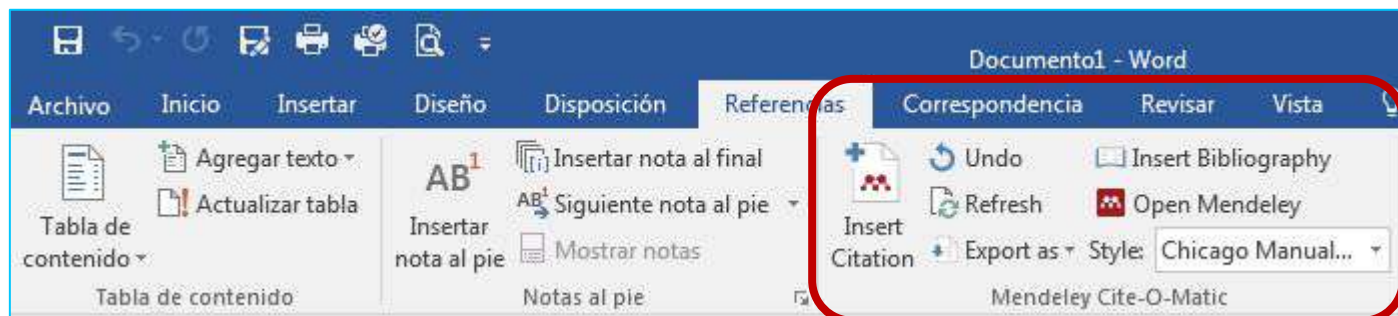 Documento1 - Word
Archivo Inicio Insertar Diseño Disposición Referencias Correspondencia Revisar Vista
Tabla de
contenido
Agregar texto
Actualizar tabla
Tabla de contenido
AB1
Insertar
nota al pie
[i] Insertar nota al final
AB1 Siguiente nota al pie
Mostrar notas
Notas al pie
Insert
Citation
Undo
Refresh
Export as
Insert Bibliography
Open Mendeley
Style: Chicago Manual...
Mendeley Cite-O-Matic